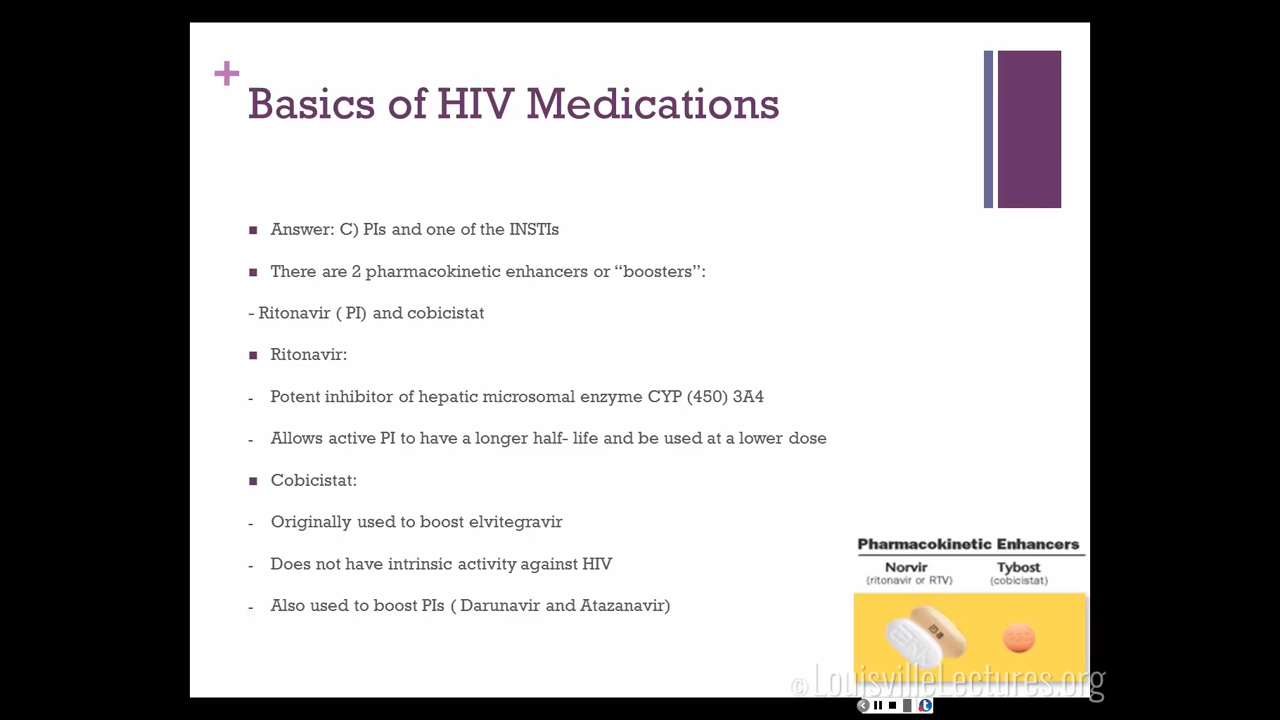 +
Basics of HIV Medications
■ Answer: C) PIs and one of the INSTIs
■ There are 2 pharmacokinetic enhancers or “boosters”:
- Ritonavir ( PI) and cobicistat
■ Ritonavir:
- Potent inhibitor of hepatic microsomal enzyme CYP (450) 3A4
- Allows active PI to have a longer half- life and be used at a lower dose
■ Cobicistat:
- Originally used to boost elvitegravir
- Does not have intrinsic activity against HIV
- Also used to boost PIs ( Darunavir and Atazanavir)
Pharmacokinetic Enhancers
Norvir Tybost
(ritonavir or RTV) (cobicistat)
© LouisvilleLectures.org